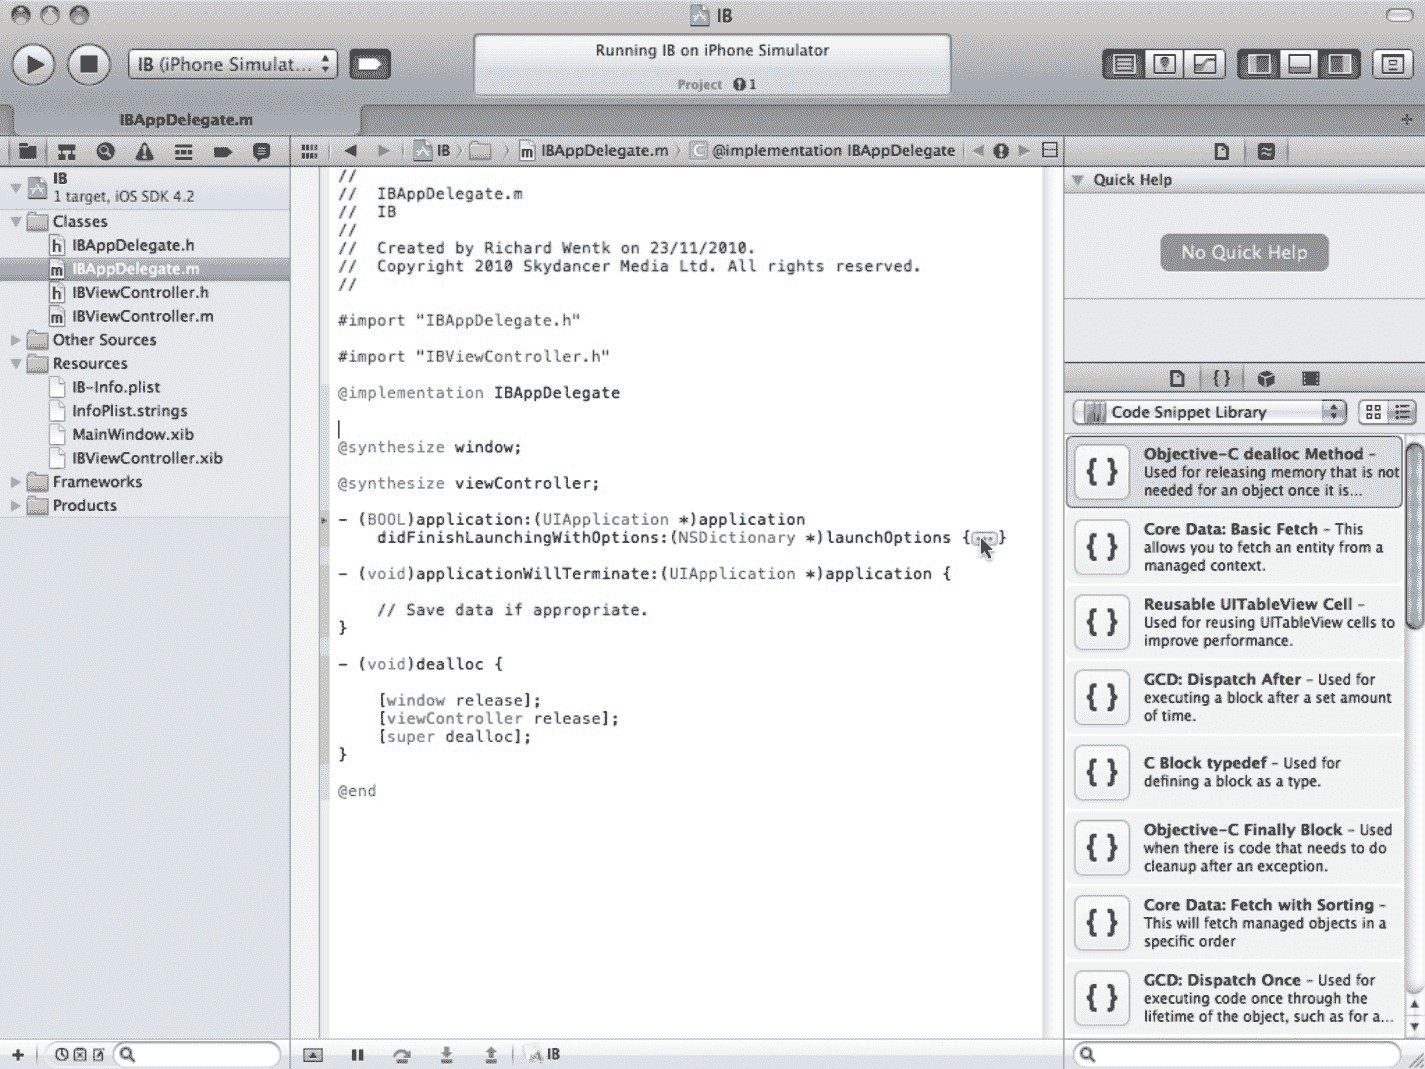 IB
IB (iPhone Simulat...
Running IB on iPhone Simulator
Project 1
IBAppDelegate.m
IB
IBAppDelegate.m
@implementation IBAppDelegate
IB
1 target, iOS SDK 4.2
Classes
IBAppDelegate.h
IBAppDelegate.m
IBViewController.h
IBViewController.m
Other Sources
Resources
IB-Info.plist
InfoPlist.strings
MainWindow.xib
IBViewController.xib
Frameworks
Products
//
//  IBAppDelegate.m
//  IB
//
//  Created by Richard Wentk on 23/11/2010.
//  Copyright 2010 Skydancer Media Ltd. All rights reserved.
//
#import "IBAppDelegate.h"
#import "IBViewController.h"
@implementation IBAppDelegate
@synthesize window;
@synthesize viewController;
- (BOOL)application:(UIApplication *)application
    didFinishLaunchingWithOptions:(NSDictionary *)launchOptions {...}
- (void)applicationWillTerminate:(UIApplication *)application {
    // Save data if appropriate.
}
- (void)dealloc {
    [window release];
    [viewController release];
    [super dealloc];
}
@end
IB
Quick Help
No Quick Help
Code Snippet Library
Objective-C dealloc Method -
Used for releasing memory that is not
needed for an object once it is...
Core Data: Basic Fetch - This
allows you to fetch an entity from a
managed context.
Reusable UITableView Cell -
Used for reusing UITableView cells to
improve performance.
GCD: Dispatch After - Used for
executing a block after a set amount
of time.
C Block typedef - Used for
defining a block as a type.
Objective-C Finally Block - Used
when there is code that needs to do
cleanup after an exception.
Core Data: Fetch with Sorting -
This will fetch managed objects in a
specific order
GCD: Dispatch Once - Used for
executing code once through the
lifetime of the object, such as for a...